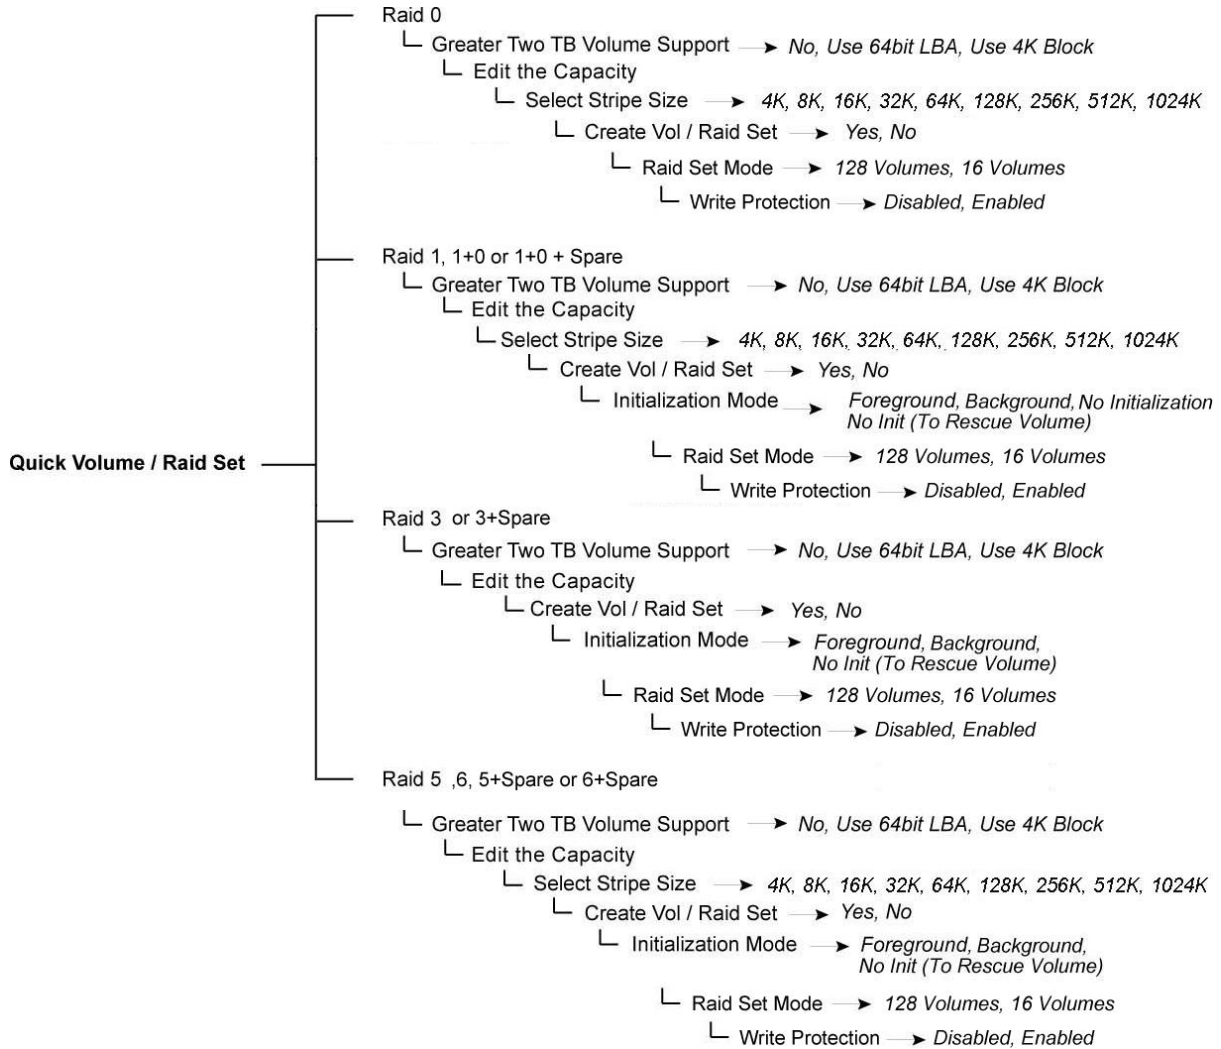 Raid 0
Greater Two TB Volume Support No, Use 64bit LBA, Use 4K Block
Edit the Capacity
Select Stripe Size 4K, 8K, 16K, 32K, 64K, 128K, 256K, 512K, 1024K
Create Vol / Raid Set Yes, No
Raid Set Mode 128 Volumes, 16 Volumes
Write Protection Disabled, Enabled
Raid 1, 1+0 or 1+0 + Spare
Greater Two TB Volume Support No, Use 64bit LBA, Use 4K Block
Edit the Capacity
Select Stripe Size 4K, 8K, 16K, 32K, 64K, 128K, 256K, 512K, 1024K
Create Vol / Raid Set Yes, No
Initialization Mode Foreground, Background, No Initialization
No Init (To Rescue Volume)
Raid Set Mode 128 Volumes, 16 Volumes
Quick Volume / Raid Set
Write Protection Disabled, Enabled
Raid 3 or 3+Spare
Greater Two TB Volume Support No, Use 64bit LBA, Use 4K Block
Edit the Capacity
Create Vol / Raid Set Yes, No
Initialization Mode Foreground, Background,
No Init (To Rescue Volume)
Raid Set Mode 128 Volumes, 16 Volumes
Write Protection Disabled, Enabled
Raid 5 ,6, 5+Spare or 6+Spare
Greater Two TB Volume Support No, Use 64bit LBA, Use 4K Block
Edit the Capacity
Select Stripe Size 4K, 8K, 16K, 32K, 64K, 128K, 256K, 512K, 1024K
Create Vol / Raid Set Yes, No
Initialization Mode Foreground, Background,
No Init (To Rescue Volume)
Raid Set Mode 128 Volumes, 16 Volumes
Write Protection Disabled, Enabled